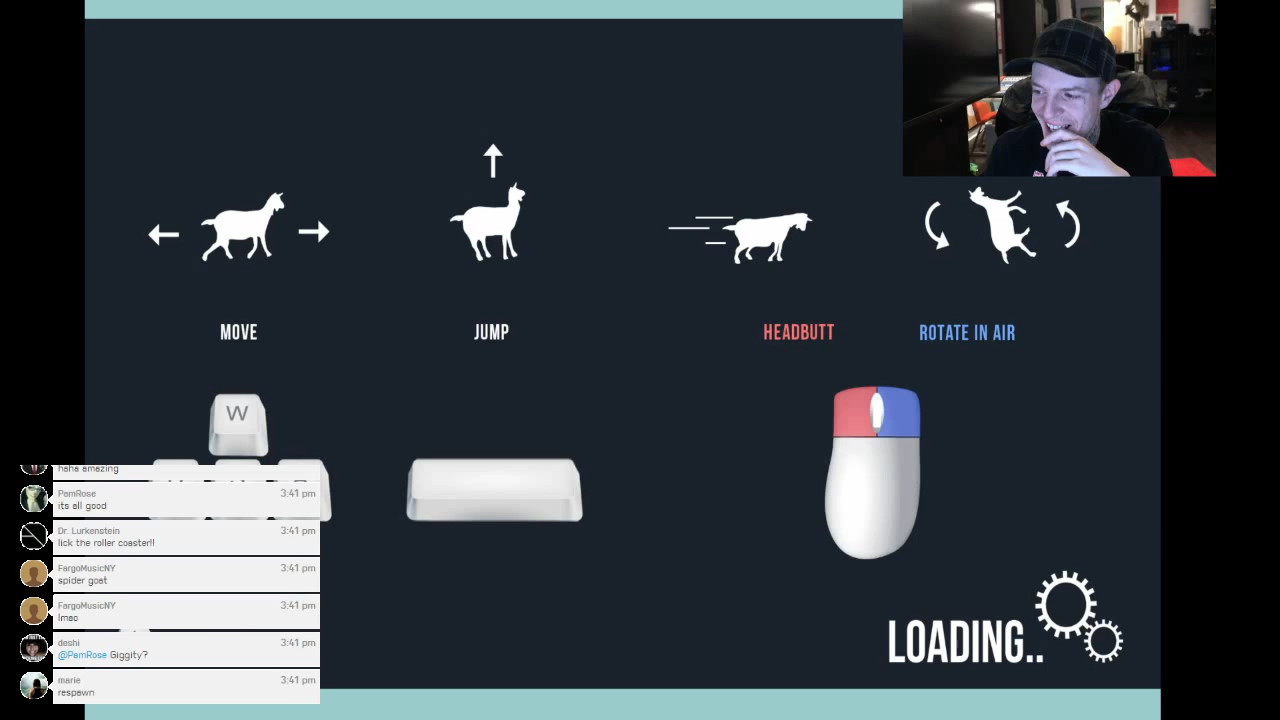 MOVE
JUMP
HEADBUTT
ROTATE IN AIR
W
LOADING..
haha amazing
PamRose 3:41 pm
its all good
Dr. Lurkenstein 3:41 pm
lick the roller coaster!!
FargoMusicNY 3:41 pm
spider goat
FargoMusicNY 3:41 pm
lmao
deshi 3:41 pm
@PamRose Giggity?
marie 3:41 pm
respawn